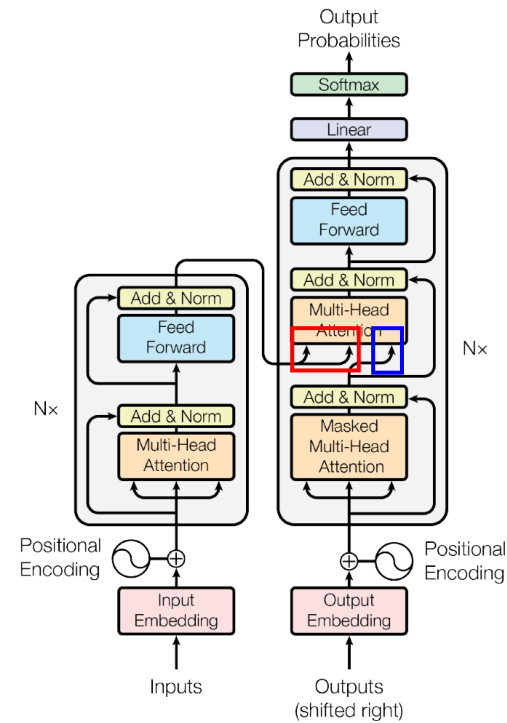 Output
Probabilities
Softmax
Linear
Add & Norm
Feed
Forward
Add & Norm
Multi-Head
Attention
Add & Norm
Masked
Multi-Head
Attention
Nx
Positional
Encoding
Output
Embedding
Outputs
(shifted right)
Add & Norm
Feed
Forward
Add & Norm
Multi-Head
Attention
Nx
Positional
Encoding
Input
Embedding
Inputs